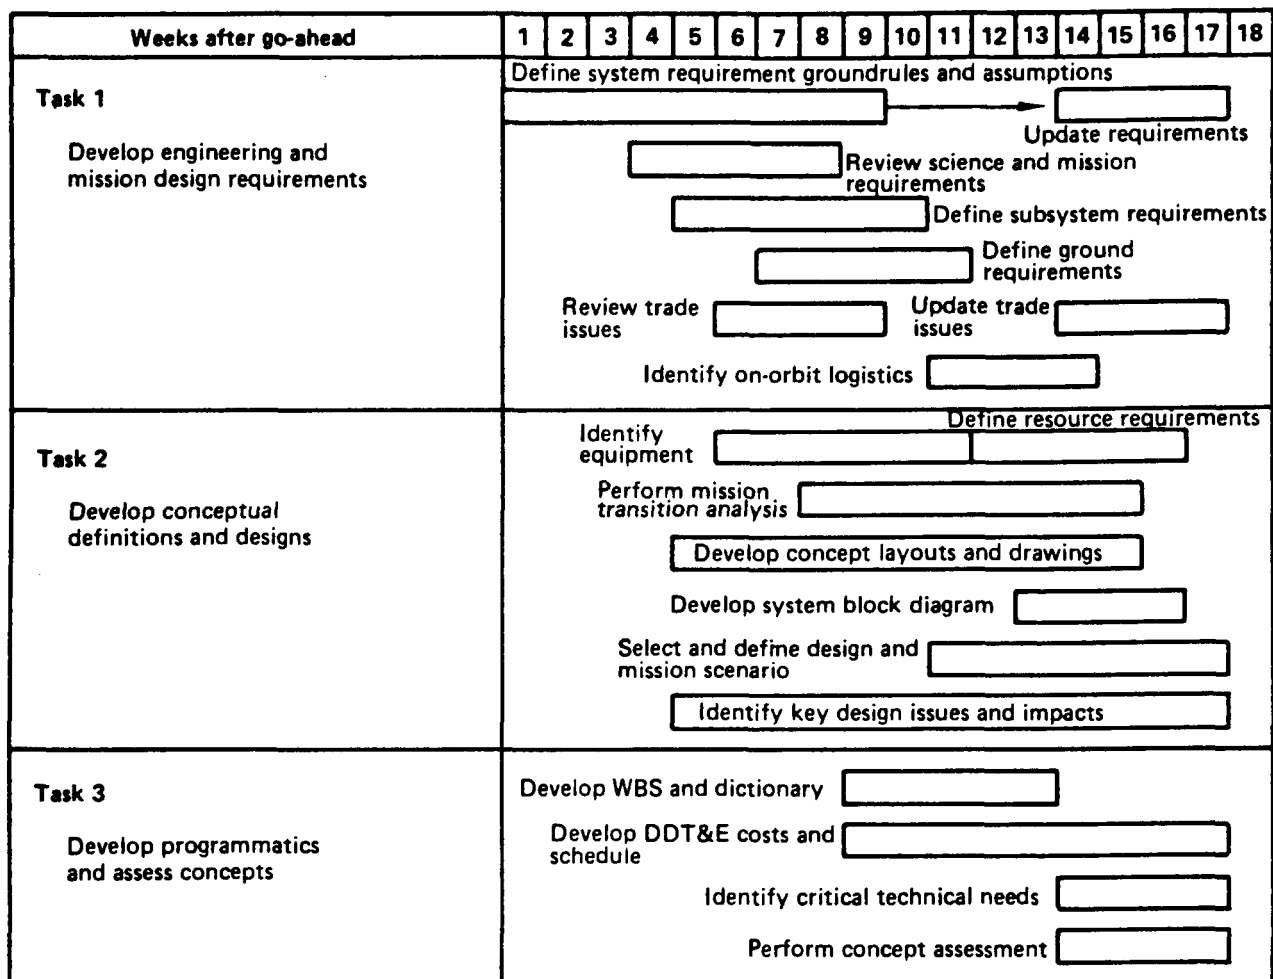 Weeks after go-ahead 1 2 3 4 5 6 7 8 9 10 11 12 13 14 15 16 17 18
Define system requirement groundrules and assumptions
Task 1
Update requirements
Develop engineering and
mission design requirements
Review science and mission
requirements
Define subsystem requirements
Define ground
requirements
Review trade
issues
Update trade
issues
Identify on-orbit logistics
Define resource requirements
Task 2
Identify
equipment
Develop conceptual
definitions and designs
Perform mission
transition analysis
Develop concept layouts and drawings
Develop system block diagram
Select and define design and
mission scenario
Identify key design issues and impacts
Task 3
Develop WBS and dictionary
Develop programmatics
and assess concepts
Develop DDT&E costs and
schedule
Identify critical technical needs
Perform concept assessment